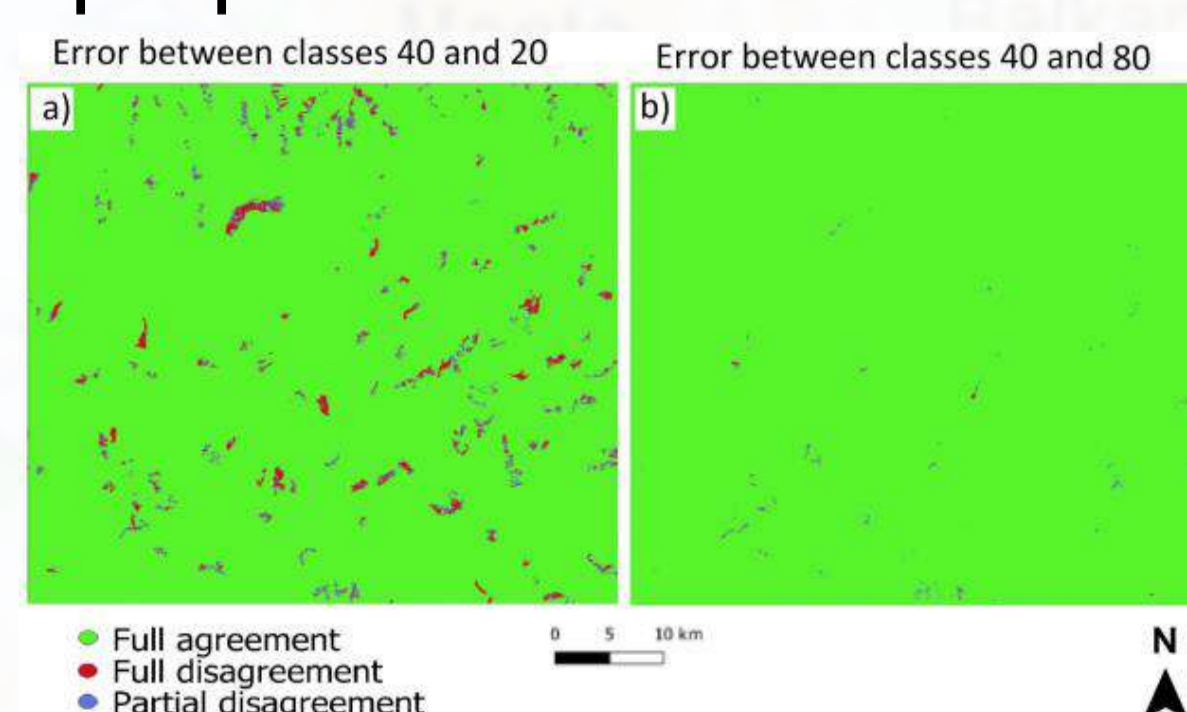 Error between classes 40 and 20
Error between classes 40 and 80
a)
b)
Full agreement
Full disagreement
Partial disagreement
0 5 10 km
N